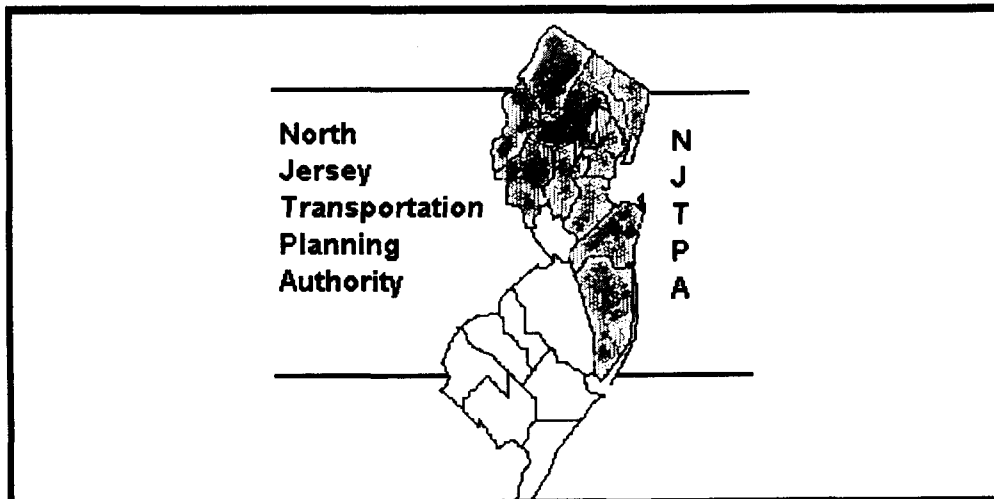 North
Jersey
Transportation
Planning
Authority
N
J
T
P
A